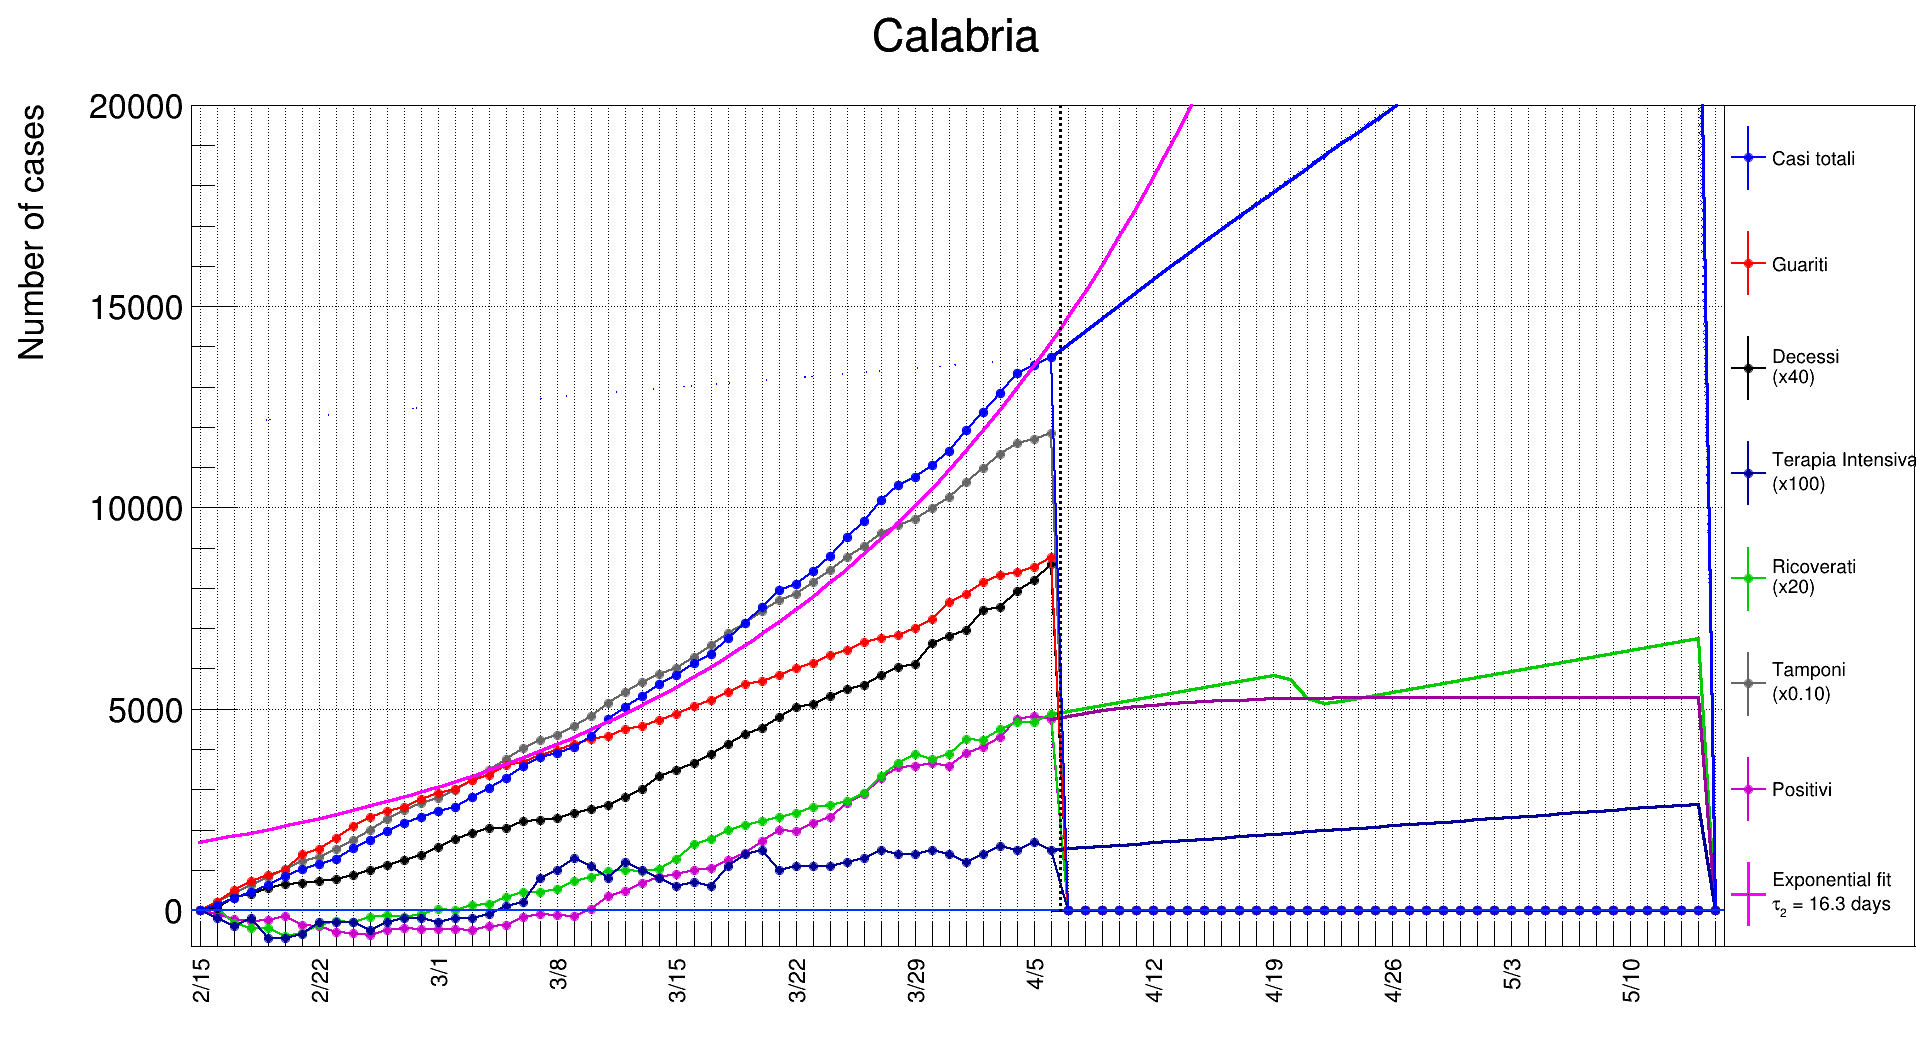 Calabria
Number of cases
20000
15000
10000
5000
0
2/15
2/22
3/1
3/8
3/15
3/22
3/29
4/5
4/12
4/19
4/26
5/3
5/10
Casi totali
Guariti
Decessi
(x40)
Terapia Intensiva
(x100)
Ricoverati
(x20)
Tamponi
(x0.10)
Positivi
Exponential fit
τ2 = 16.3 days